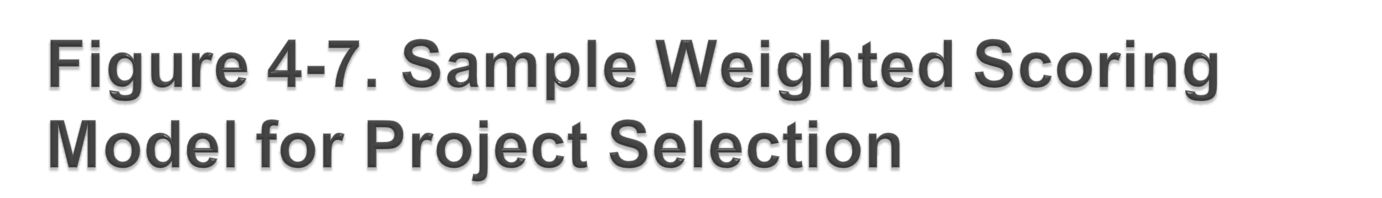 Figure 4-7. Sample Weighted Scoring
Model for Project Selection